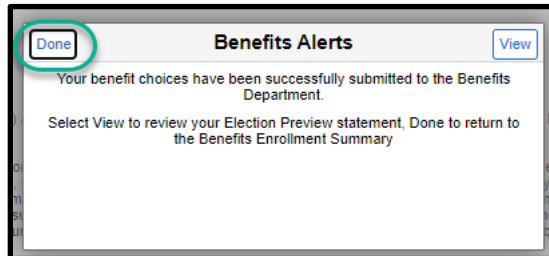 Done
Benefits Alerts
View
Your benefit choices have been successfully submitted to the Benefits
Department.
Select View to review your Election Preview statement, Done to return to
the Benefits Enrollment Summary